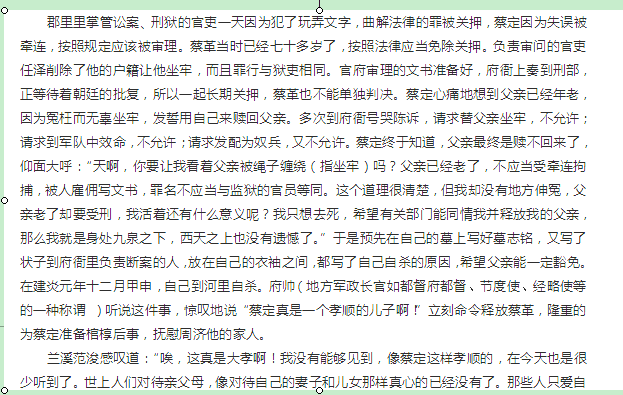 郡里里掌管讼案、刑狱的官吏一天因为犯了玩弄文字，曲解法律的罪被关押，蔡定因为失误被
牵连，按照规定应该被审理。蔡革当时已经七十多岁了，按照法律应当免除关押。负责审问的官吏
任泽削除了他的户籍让他坐牢，而且罪行与狱吏相同。官府审理的文书准备好，府衙上奏到刑部，
正等待着朝廷的批复，所以一起长期关押，蔡革也不能单独判决。蔡定心痛地想到父亲已经年老，
因为冤枉而无辜坐牢，发誓用自己来赎回父亲。多次到府衙号哭陈诉，请求替父亲坐牢，不允许；
请求到军队中效命，不允许；请求发配为奴兵，又不允许。蔡定终于知道，父亲最终是赎不回来了，
仰面大呼：“天啊，你要让我看着父亲被绳子缠绕（指坐牢）吗？父亲已经老了，不应当受牵连拘
捕，被人雇佣写文书，罪名不应当与监狱的官员等同。这个道理很清楚，但我却没有地方伸冤，父
亲老了却要受刑，我活着还有什么意义呢？我只想去死，希望有关部门能同情我并释放我的父亲，
那么我就是身处九泉之下，西天之上也没有遗憾了。”于是预先在自己的墓上写好墓志铭，又写了
状子到府衙里负责断案的人，放在自己的衣袖之间，都写了自己自杀的原因，希望父亲能一定豁免。
在建炎元年十二月甲申，自己到河里自杀。府帅（地方军政长官如都督府都督、节度使、经略使等
的一种称谓 ）听说这件事，惊叹地说“蔡定真是一个孝顺的儿子啊！”立刻命令释放蔡革，隆重的
为蔡定准备棺椁后事，抚慰周济他的家人。
兰溪范浚感叹道：“唉，这真是大孝啊！我没有能够见到，像蔡定这样孝顺的，在今天也是很
少听到了。世上人们对待亲父母，像对待自己的妻子和儿女那样真心的已经没有了。那些人只爱自